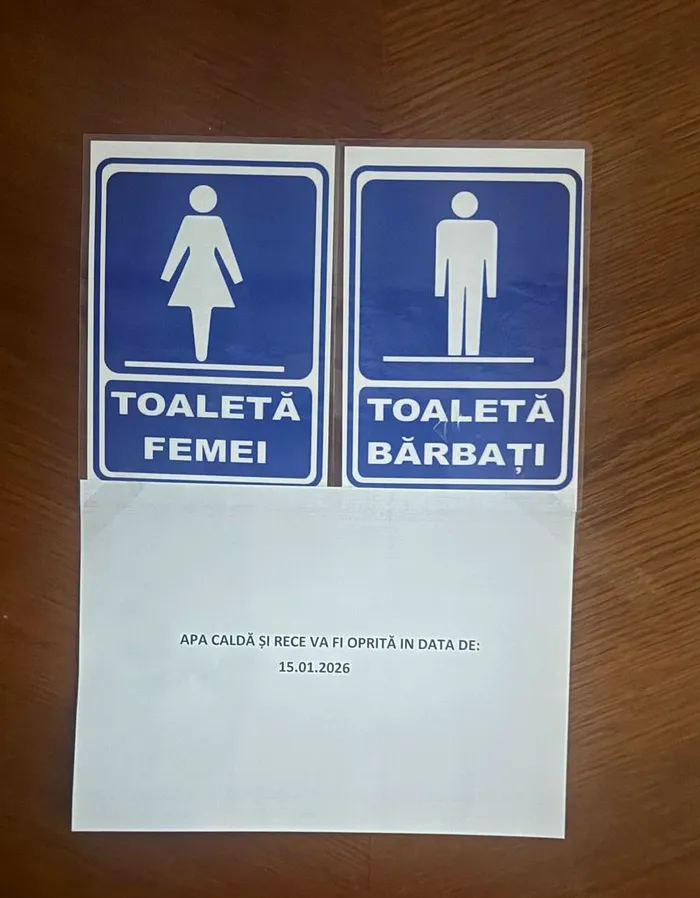 TOALETĂ
FEMEI
TOALETĂ
BĂRBAȚI
APA CALDĂ ȘI RECE VA FI OPRITĂ IN DATA DE:
15.01.2026